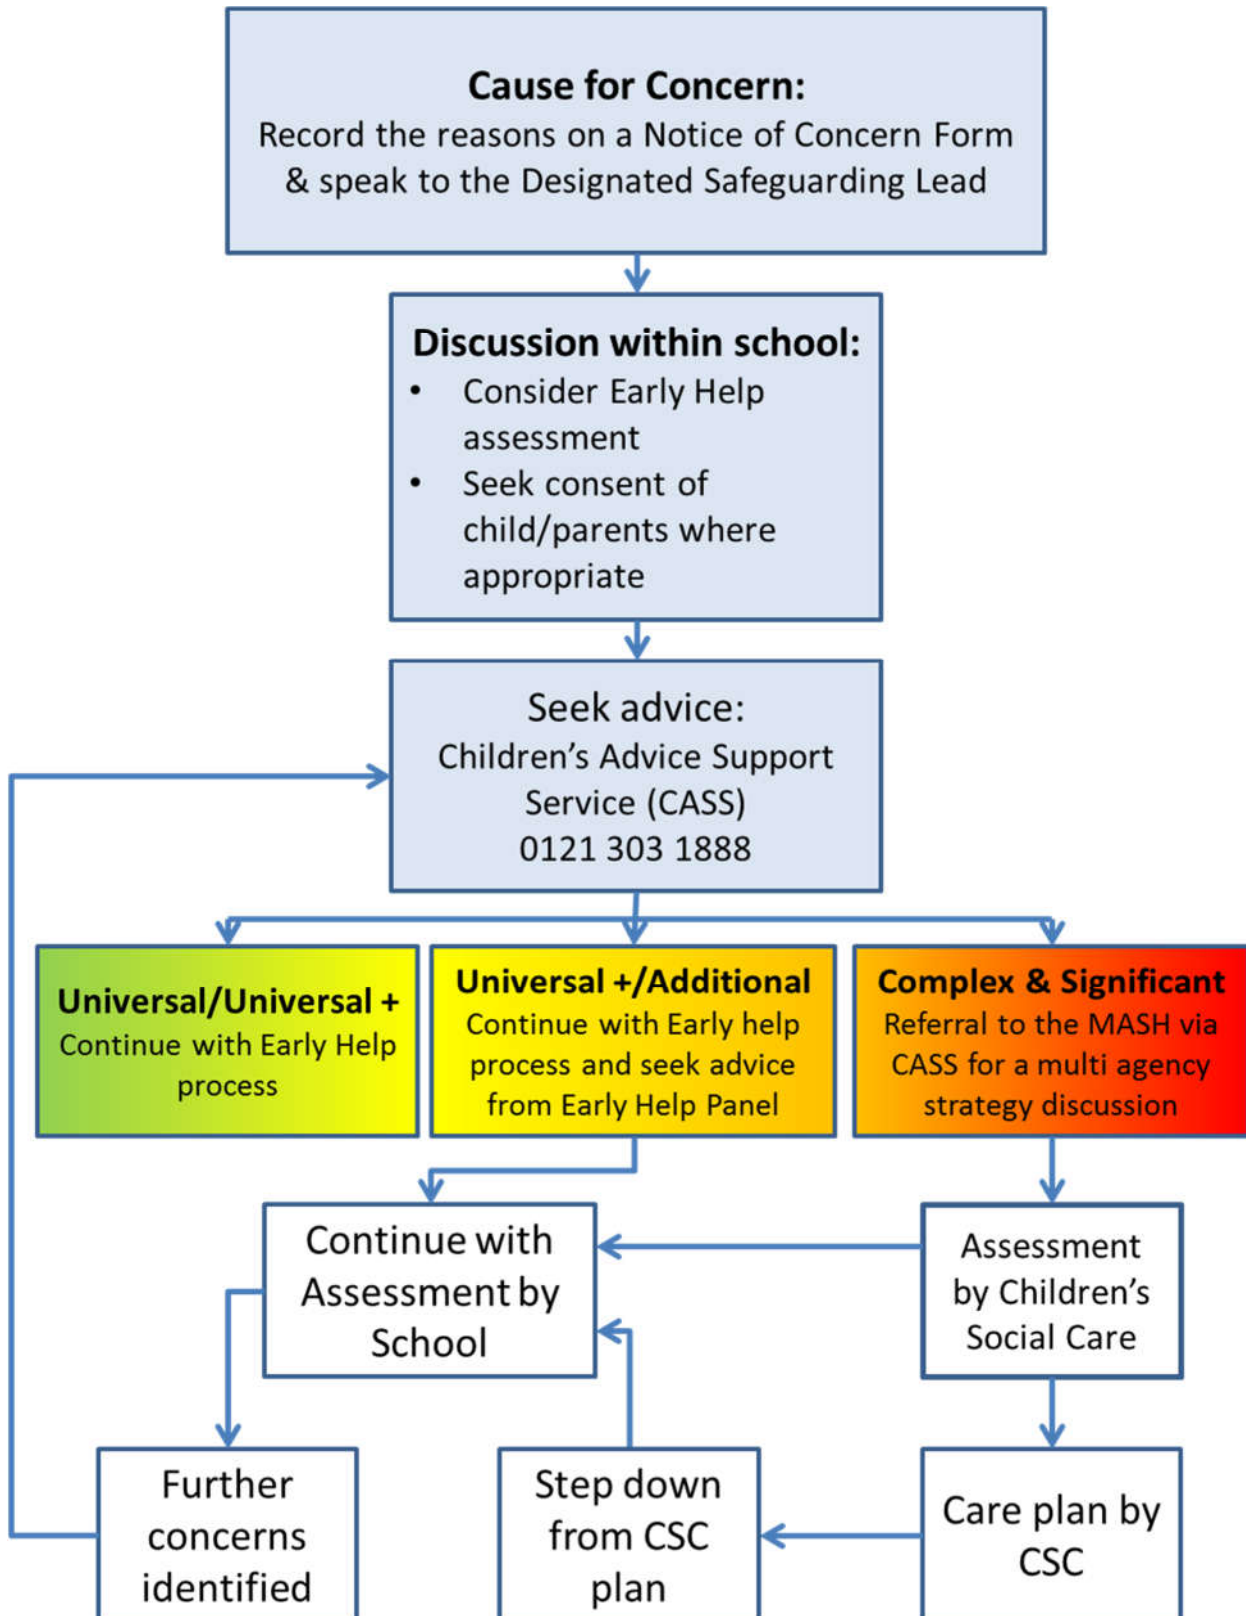 Cause for Concern:
Record the reasons on a Notice of Concern Form
& speak to the Designated Safeguarding Lead
Discussion within school:
• Consider Early Help
assessment
• Seek consent of
child/parents where
appropriate
Seek advice:
Children’s Advice Support
Service (CASS)
0121 303 1888
Universal/Universal +
Continue with Early Help
process
Universal +/Additional
Continue with Early help
process and seek advice
from Early Help Panel
Complex & Significant
Referral to the MASH via
CASS for a multi agency
strategy discussion
Continue with
Assessment by
School
Assessment
by Children’s
Social Care
Further
concerns
identified
Step down
from CSC
plan
Care plan by
CSC